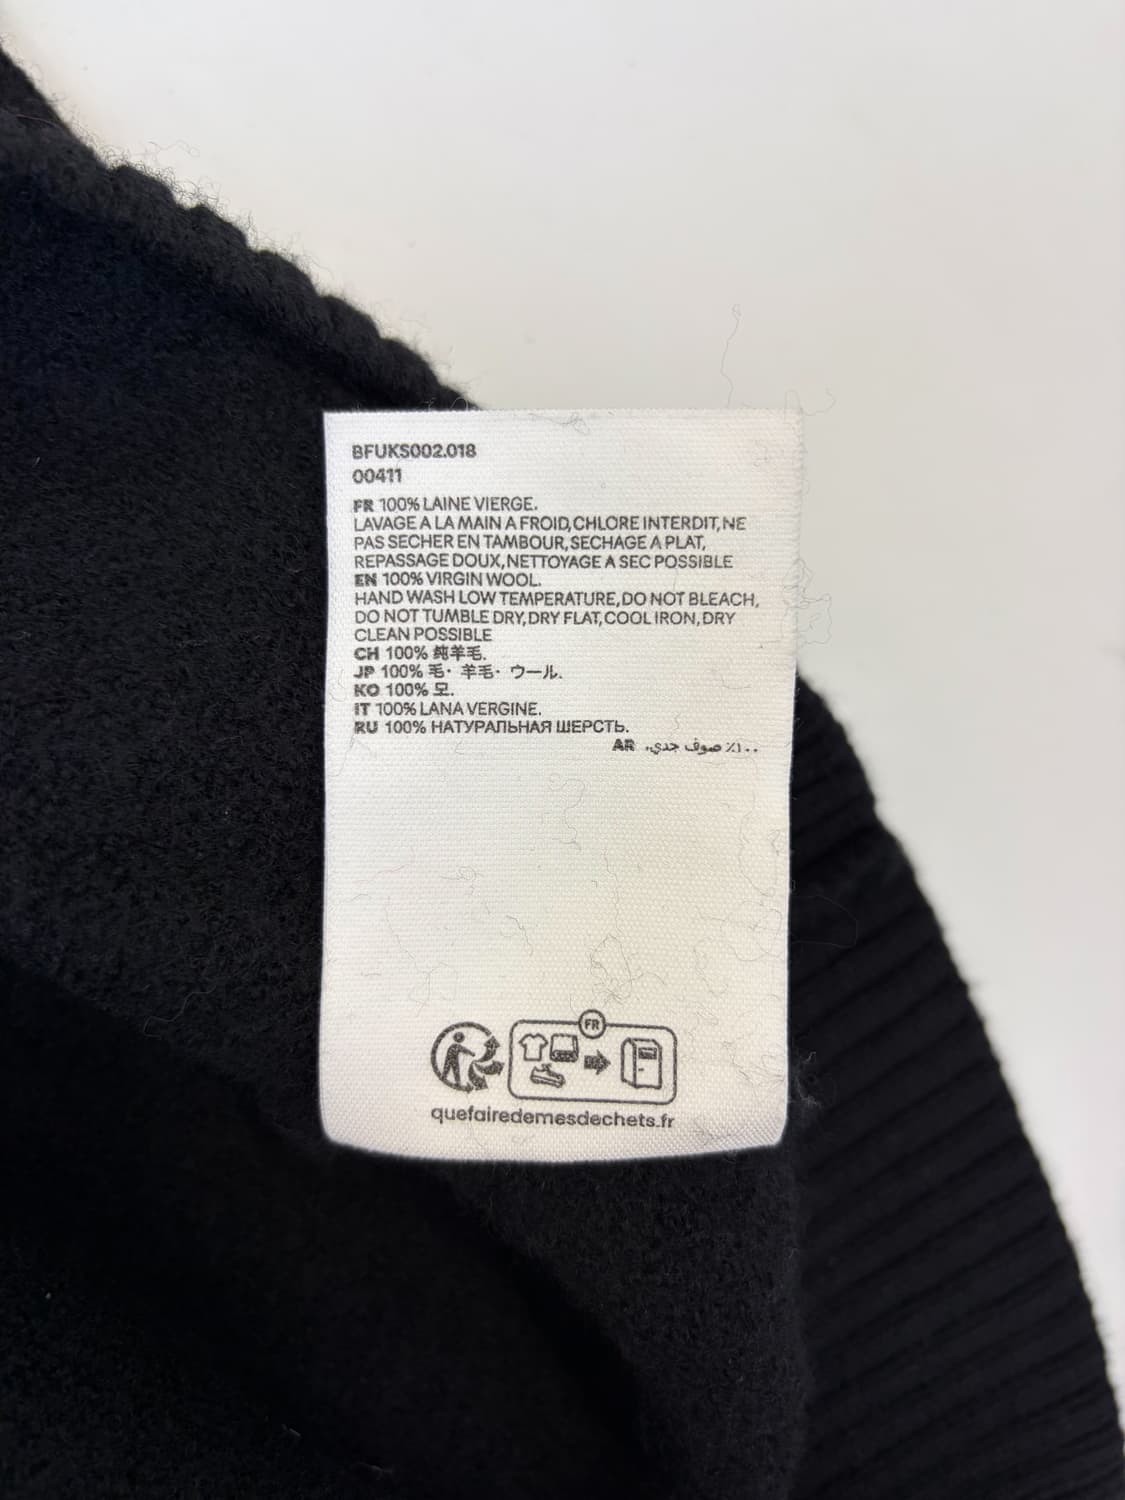 BFUKS002.018
00411
FR 100% LAINE VIERGE.
LAVAGE A LA MAIN A FROID, CHLORE INTERDIT, NE
PAS SECHER EN TAMBOUR, SECHAGE A PLAT,
REPASSAGE DOUX, NETTOYAGE A SEC POSSIBLE
EN 100% VIRGIN WOOL.
HAND WASH LOW TEMPERATURE, DO NOT BLEACH,
DO NOT TUMBLE DRY, DRY FLAT, COOL IRON, DRY
CLEAN POSSIBLE
CH 100% 纯羊毛.
JP 100% 毛・羊毛・ウール.
KO 100% 모.
IT 100% LANA VERGINE.
RU 100% НАТУРАЛЬНАЯ ШЕРСТЬ.
AR ١٠٠٪ صوف جدي.
FR
quefairedemesdechets.fr